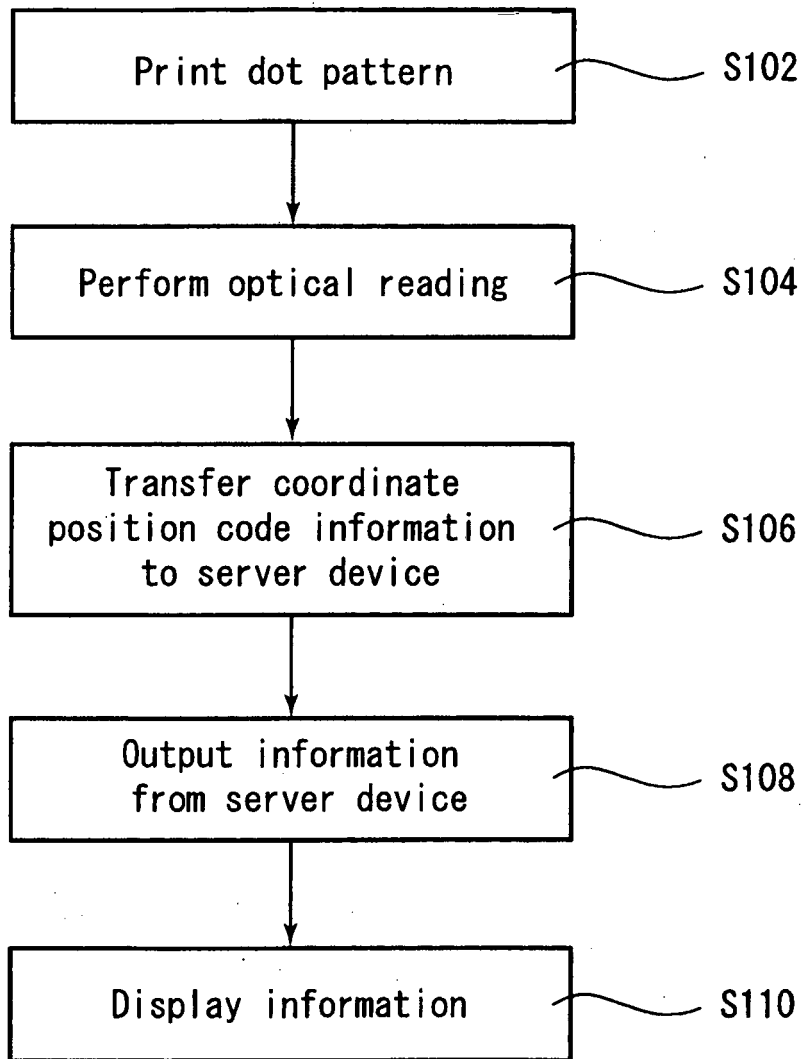 Print dot pattern
S102
Perform optical reading
S104
Transfer coordinate
position code information
to server device
S106
Output information
from server device
S108
Display information
S110